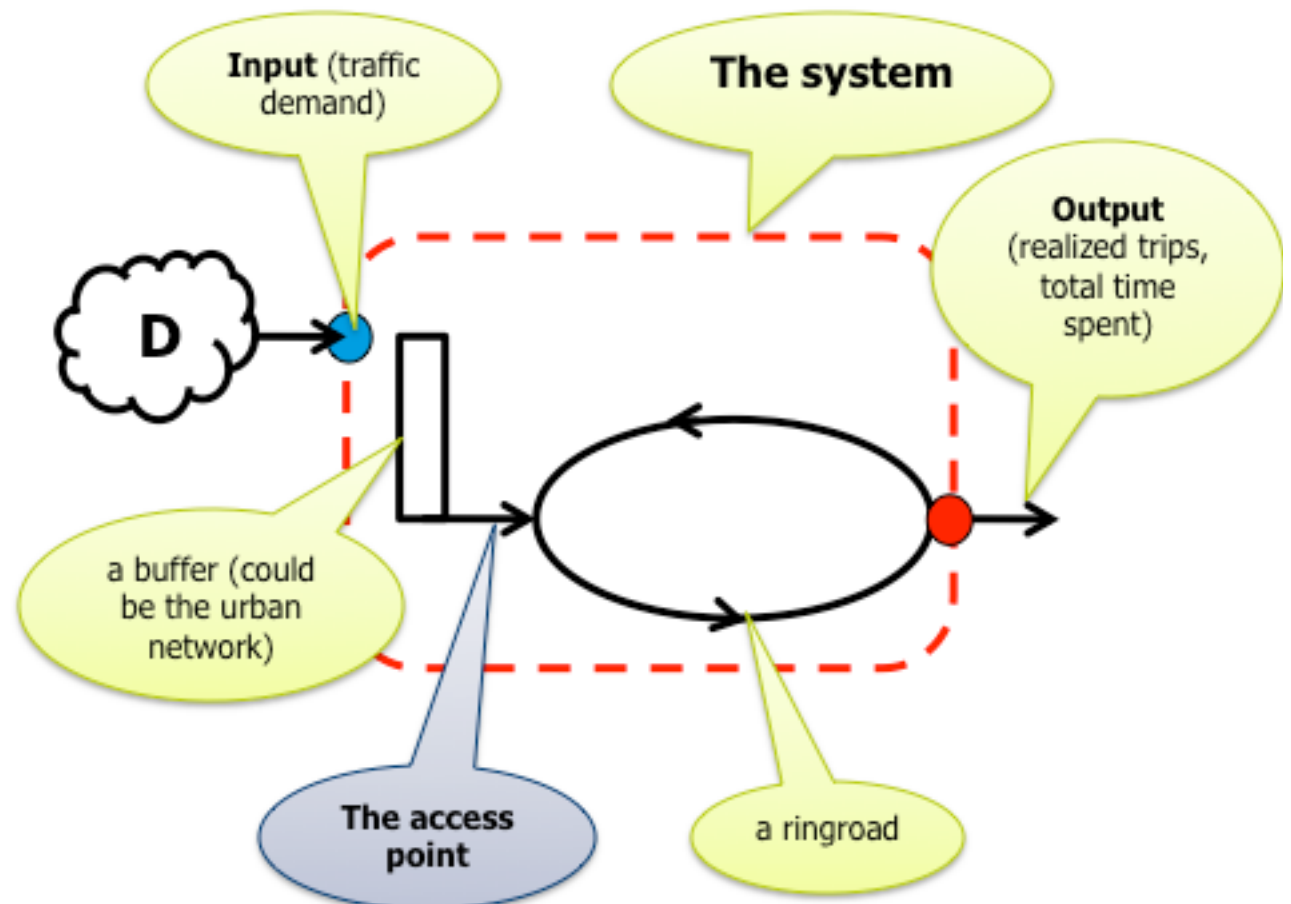 Input (traffic
demand)
The system
Output
(realized trips,
total time
spent)
D
a buffer (could
be the urban
network)
The access
point
a ringroad